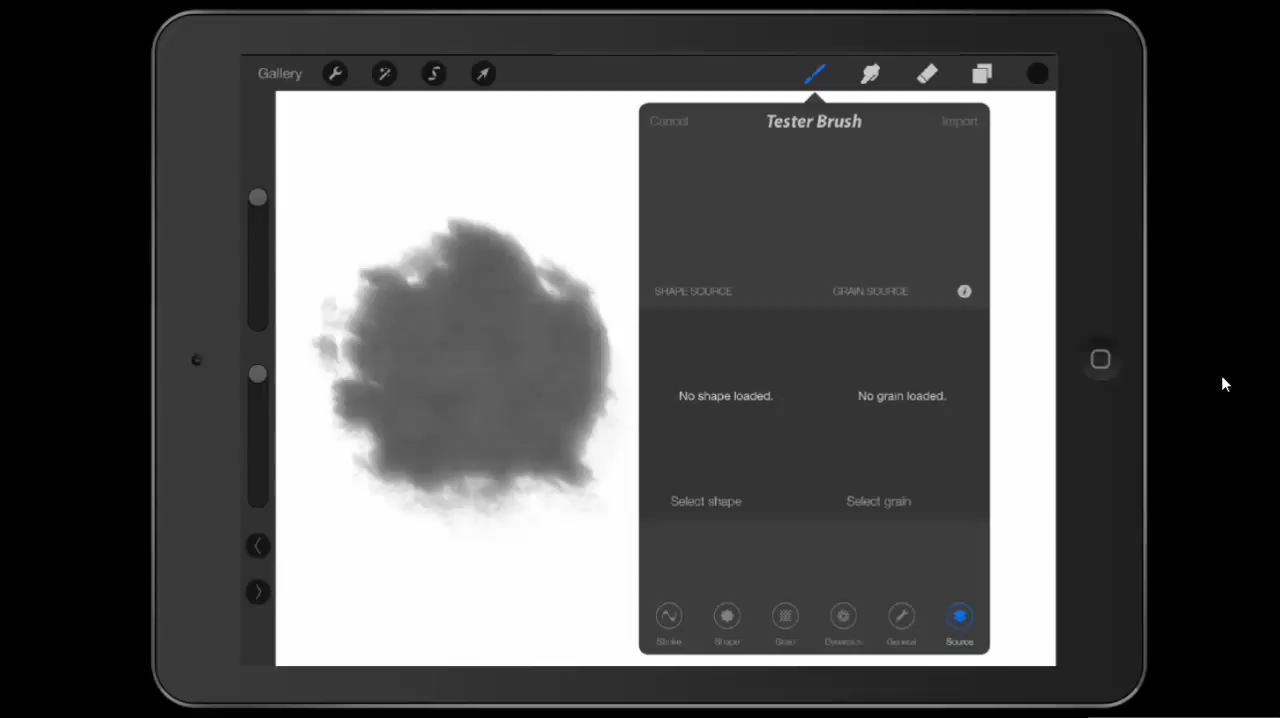 Gallery
Cancel Tester Brush Import
SHAPE SOURCE GRAIN SOURCE
No shape loaded. No grain loaded.
Select shape Select grain
Stroke Shape Grain Dynamics General Source